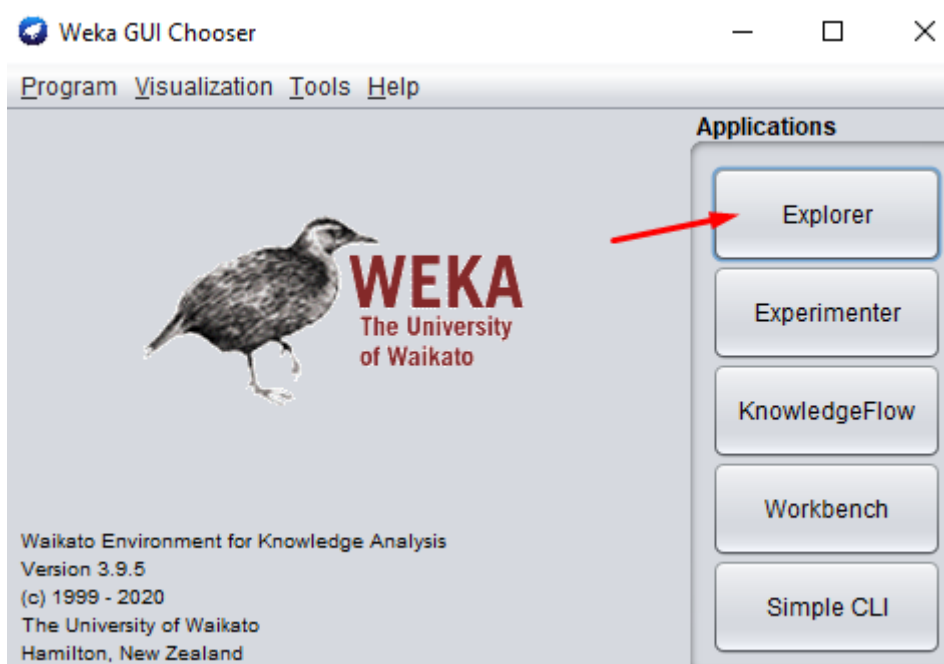 Weka GUI Chooser
Program Visualization Tools Help
Applications
Explorer
Experimenter
KnowledgeFlow
Workbench
Simple CLI
WEKA
The University
of Waikato
Waikato Environment for Knowledge Analysis
Version 3.9.5
(c) 1999 - 2020
The University of Waikato
Hamilton, New Zealand